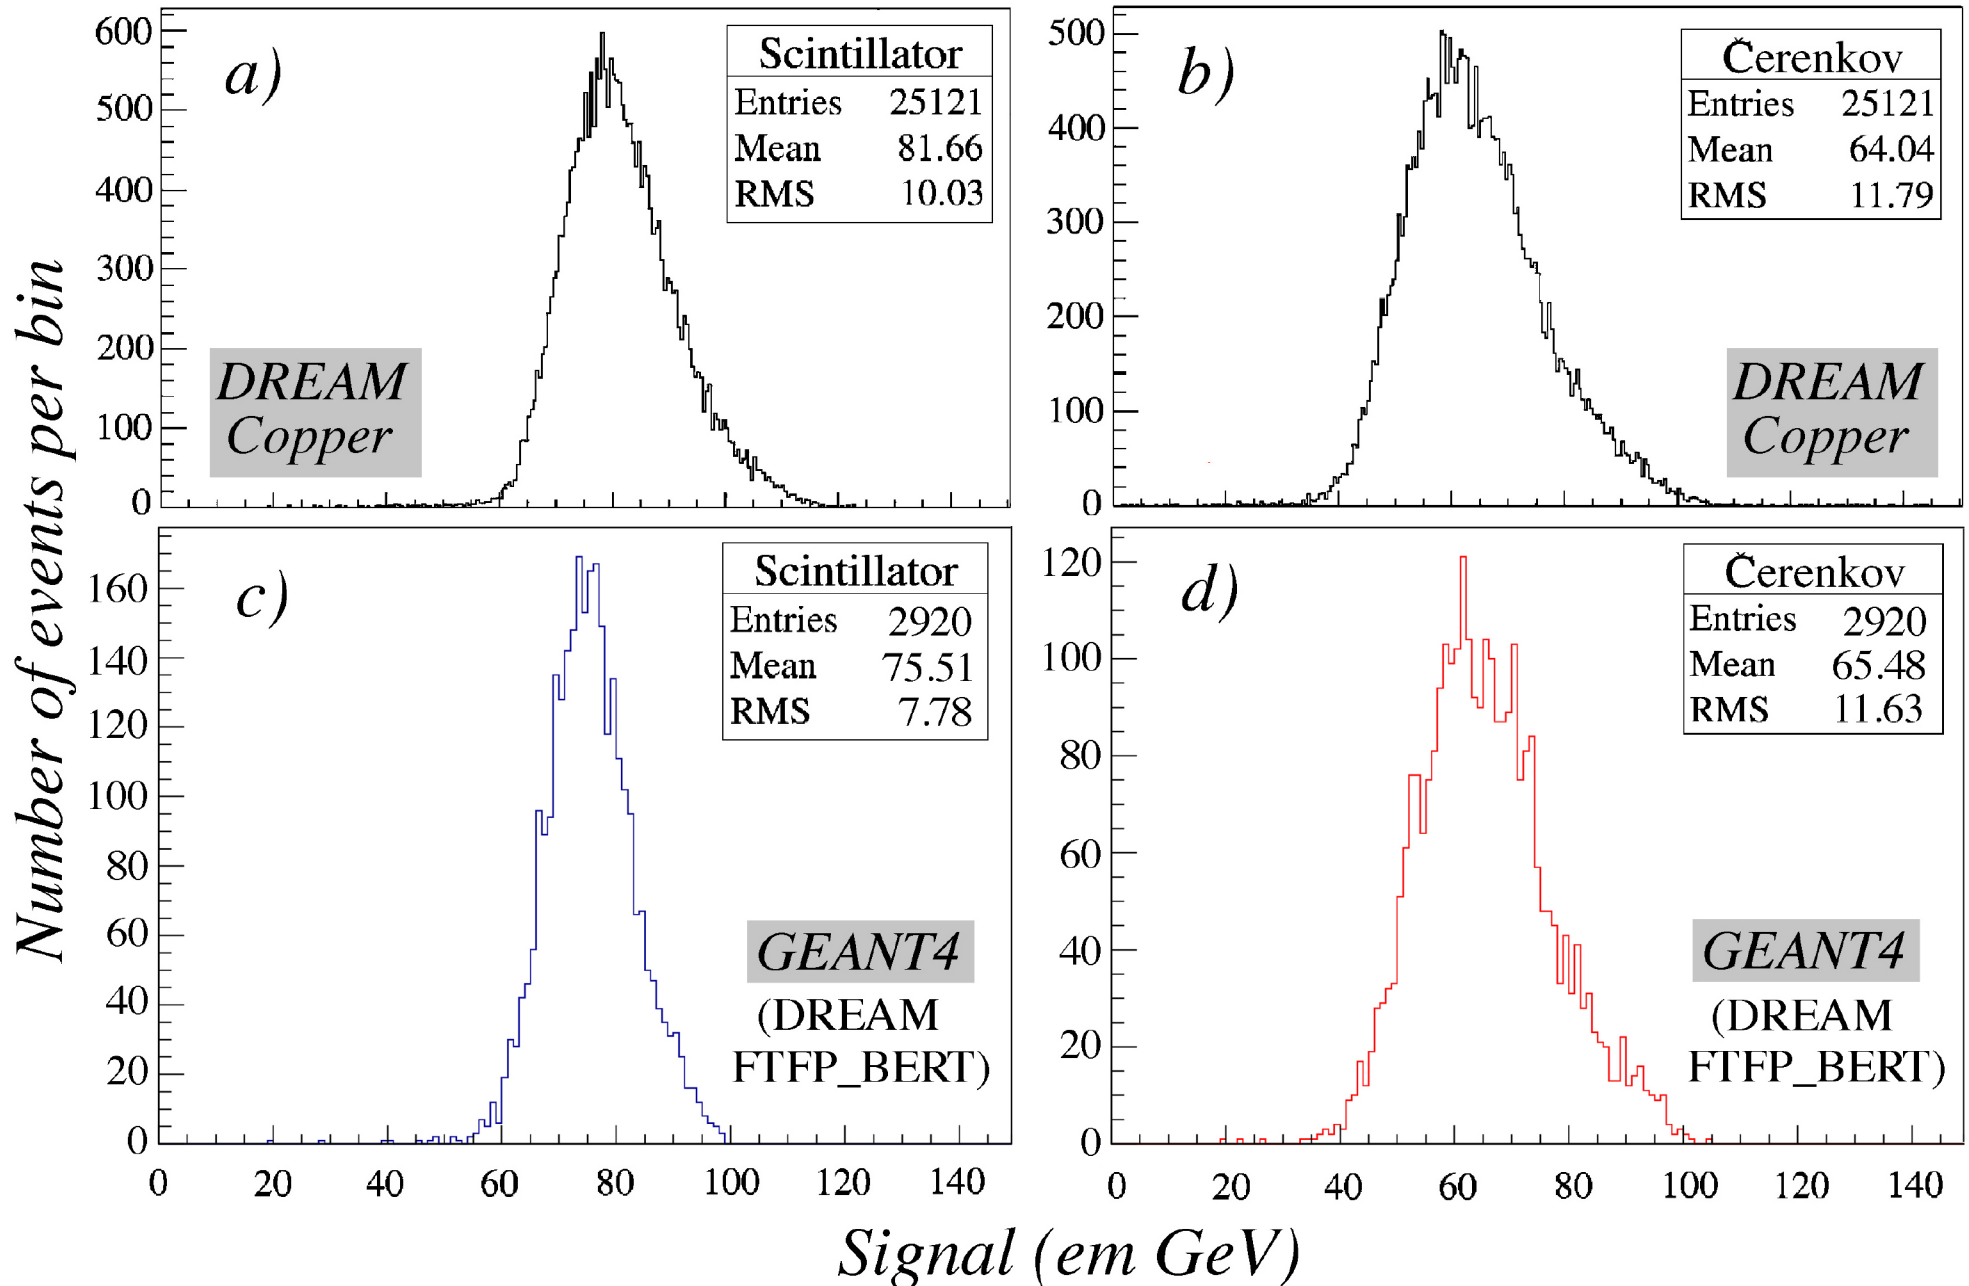 Number of events per bin
a)
Scintillator
Entries 25121
Mean 81.66
RMS 10.03
DREAM
Copper
600
500
400
300
200
100
0
b)
Čerenkov
Entries 25121
Mean 64.04
RMS 11.79
DREAM
Copper
500
400
300
200
100
0
c)
Scintillator
Entries 2920
Mean 75.51
RMS 7.78
GEANT4
(DREAM
FTFP_BERT)
160
140
120
100
80
60
40
20
0
0 20 40 60 80 100 120 140
d)
Čerenkov
Entries 2920
Mean 65.48
RMS 11.63
GEANT4
(DREAM
FTFP_BERT)
120
100
80
60
40
20
0
0 20 40 60 80 100 120 140
Signal (em GeV)